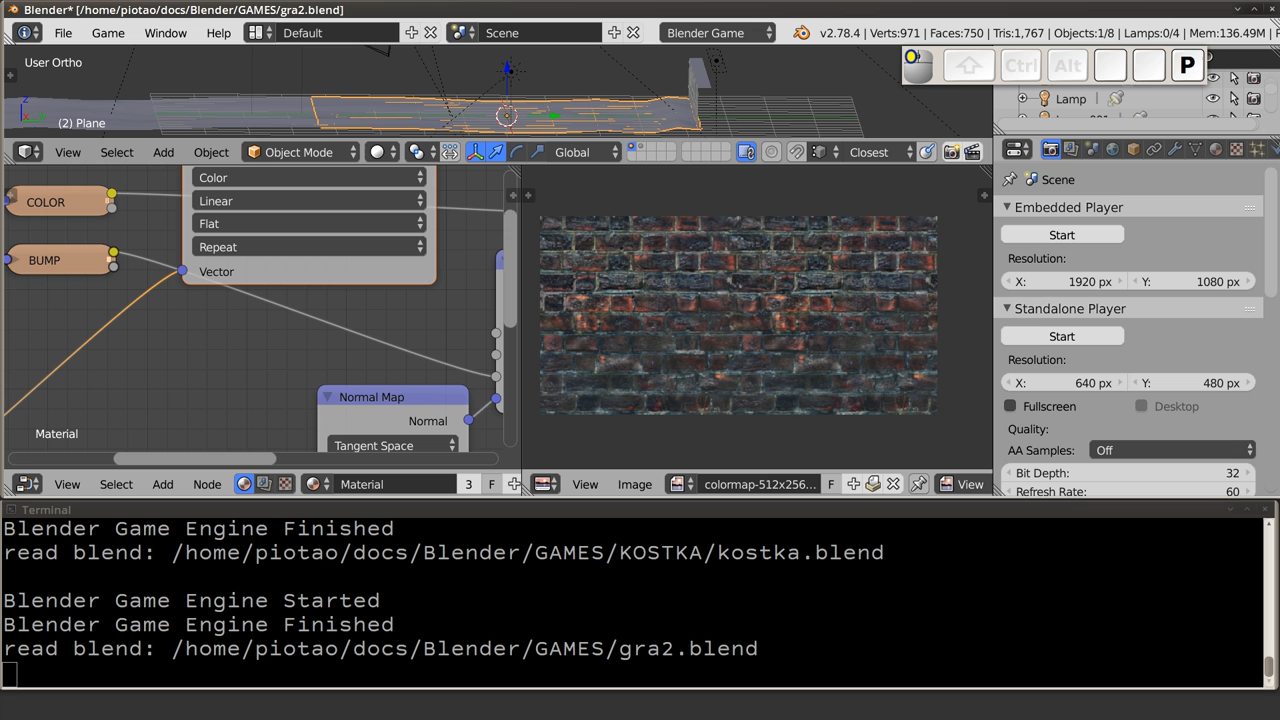 Blender* [/home/piotao/docs/Blender/GAMES/gra2.blend]
File Game Window Help Default Scene Blender Game v2.78.4 | Verts:971 | Faces:750 | Tris:1,767 | Objects:1/8 | Lamps:0/4 | Mem:136.49M |
User Ortho
Ctrl Alt P
Lamp
(2) Plane
View Select Add Object Object Mode Global Closest
Color
Linear
Flat
Repeat
Vector
COLOR
BUMP
Normal Map
Normal
Tangent Space
Material
View Select Add Node Material 3 F
View Image colormap-512x256... F View
Scene
Embedded Player
Start
Resolution:
X: 1920 px Y: 1080 px
Standalone Player
Start
Resolution:
X: 640 px Y: 480 px
Fullscreen Desktop
Quality:
AA Samples: Off
Bit Depth: 32
Refresh Rate: 60
Terminal
Blender Game Engine Finished
read blend: /home/piotao/docs/Blender/GAMES/KOSTKA/kostka.blend
Blender Game Engine Started
Blender Game Engine Finished
read blend: /home/piotao/docs/Blender/GAMES/gra2.blend